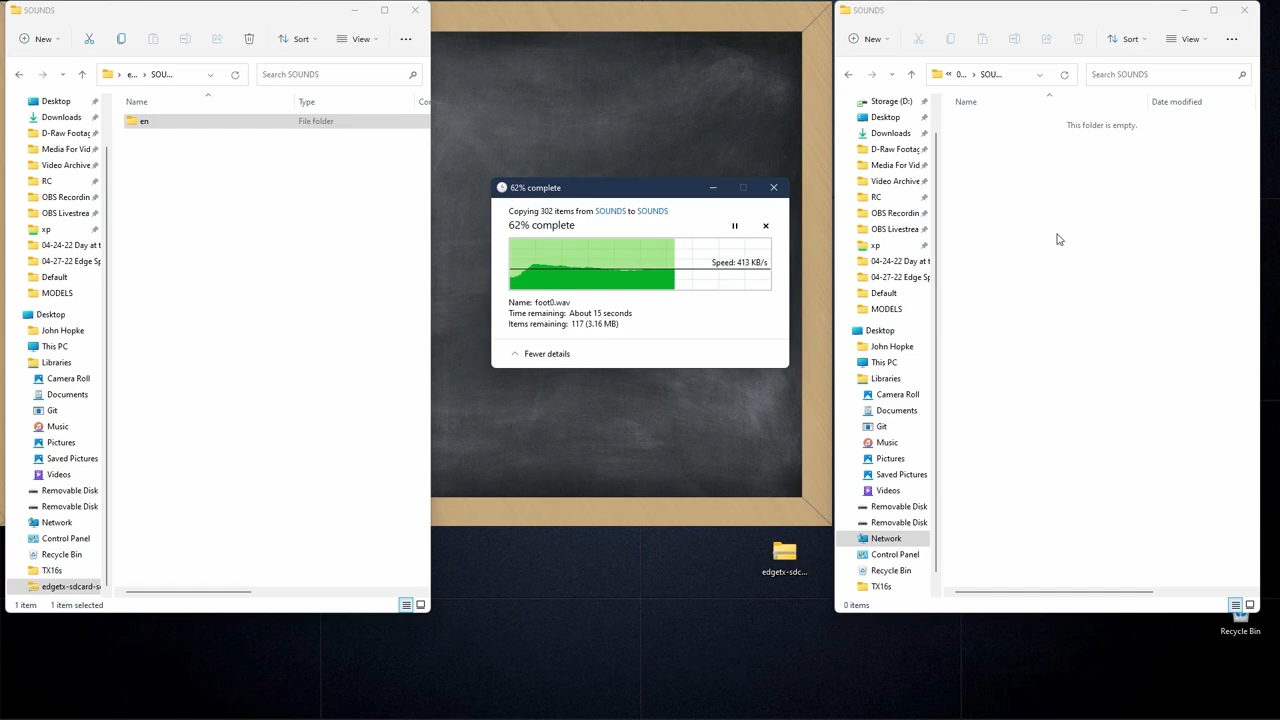 SOUNDS
New
Sort
View
e...
SOU...
Search SOUNDS
Desktop
Downloads
D-Raw Footag
Media For Vid
Video Archive
RC
OBS Recordin
OBS Livestrea
xp
04-24-22 Day at t
04-27-22 Edge Sp
Default
MODELS
Desktop
John Hopke
This PC
Libraries
Camera Roll
Documents
Git
Music
Pictures
Saved Pictures
Videos
Removable Disk
Removable Disk
Network
Control Panel
Recycle Bin
TX16s
edgetx-sdcard-s
Name
Type
en
File folder
1 item
1 item selected
62% complete
Copying 302 items from SOUNDS to SOUNDS
62% complete
Speed: 413 KB/s
Name: foot0.wav
Time remaining: About 15 seconds
Items remaining: 117 (3.16 MB)
Fewer details
edgetx-sdc...
SOUNDS
New
Sort
View
0...
SOU...
Search SOUNDS
Storage (D:)
Desktop
Downloads
D-Raw Footag
Media For Vid
Video Archive
RC
OBS Recordin
OBS Livestrea
xp
04-24-22 Day at t
04-27-22 Edge Sp
Default
MODELS
Desktop
John Hopke
This PC
Libraries
Camera Roll
Documents
Git
Music
Pictures
Saved Pictures
Videos
Removable Disk
Removable Disk
Network
Control Panel
Recycle Bin
TX16s
Name
Date modified
This folder is empty.
0 items
Recycle Bin